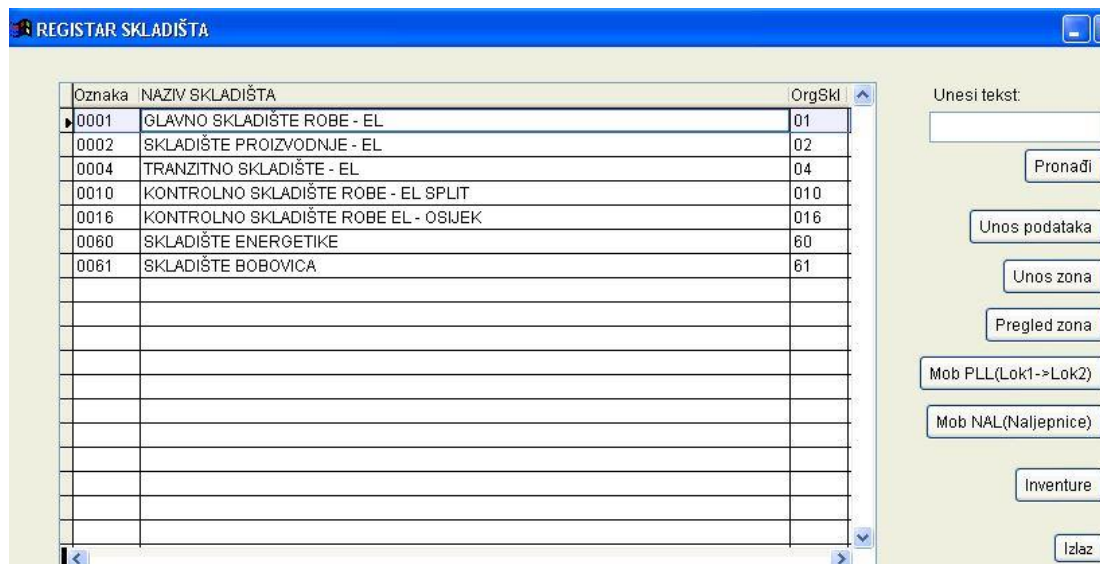 REGISTAR SKLADIŠTA
Oznaka NAZIV SKLADIŠTA OrgSkl
0001 GLAVNO SKLADIŠTE ROBE - EL 01
0002 SKLADIŠTE PROIZVODNJE - EL 02
0004 TRANZITNO SKLADIŠTE - EL 04
0010 KONTROLNO SKLADIŠTE ROBE - EL SPLIT 010
0016 KONTROLNO SKLADIŠTE ROBE EL - OSIJEK 016
0060 SKLADIŠTE ENERGETIKE 60
0061 SKLADIŠTE BOBOVICA 61
Unesi tekst:
Pronađi
Unos podataka
Unos zona
Pregled zona
Mob PLL(Lok1->Lok2)
Mob NAL(Naljepnice)
Inventure
Izlaz